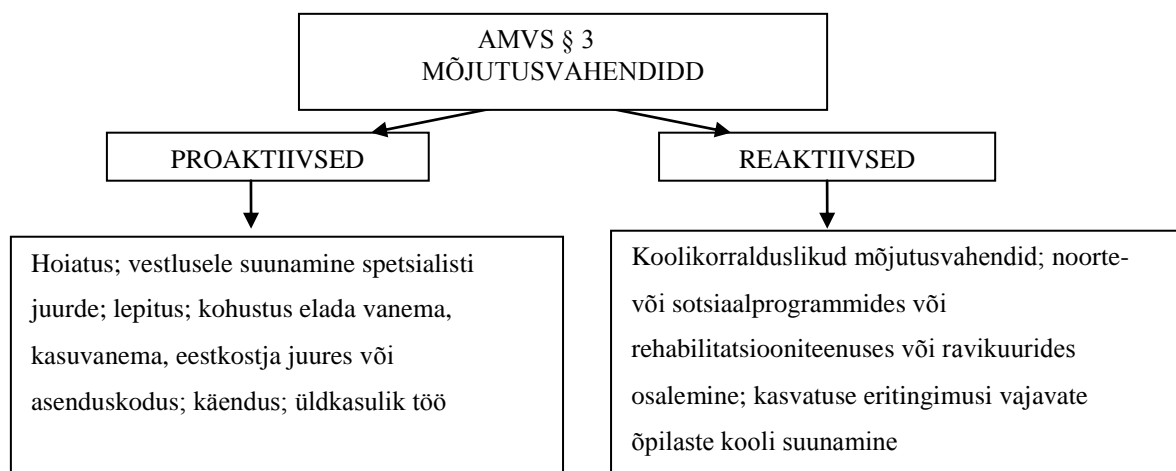 AMVS § 3
MÕJUTUSVAHENDIDD
PROAKTIIVSED
REAKTIIVSED
Hoiatus; vestlusele suunamine spetsialisti
juurde; lepitus; kohustus elada vanema,
kasuvanema, eestkostja juures või
asenduskodus; käendus; üldkasulik töö
Koolikorralduslikud mõjutusvahendid; noorte-
või sotsiaalprogrammides või
rehabilitatsiooniteenuses või ravikuurides
osalemine; kasvatuse eritingimusi vajavate
õpilaste kooli suunamine